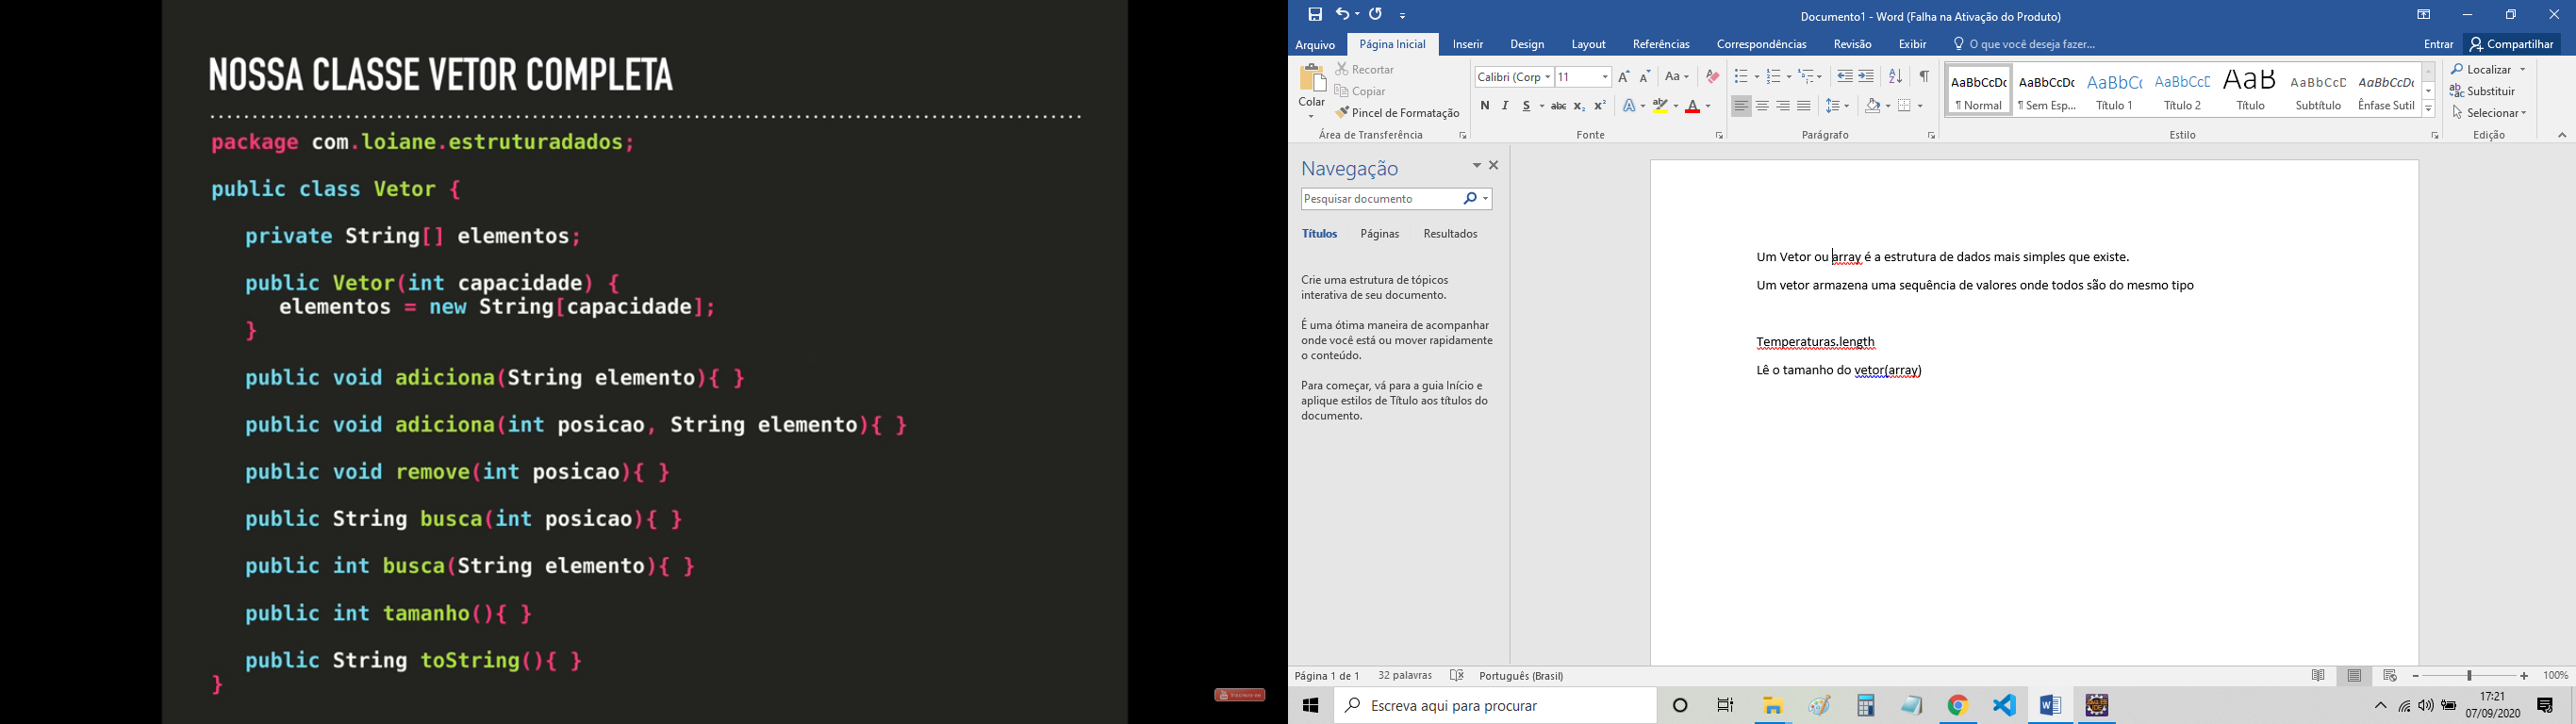 NOSSA CLASSE VETOR COMPLETA
package com.loiane.estruturadados;
public class Vetor {
private String[] elementos;
public Vetor(int capacidade) {
elementos = new String[capacidade];
}
public void adiciona(String elemento){ }
public void adiciona(int posicao, String elemento){ }
public void remove(int posicao){ }
public String busca(int posicao){ }
public int busca(String elemento){ }
public int tamanho(){ }
public String toString(){ }
}
Documento1 - Word (Falha na Ativação do Produto)
Arquivo Página Inicial Inserir Design Layout Referências Correspondências Revisão Exibir O que você deseja fazer... Entrar Compartilhar
Colar
Recortar
Copiar
Pincel de Formatação
Área de Transferência
Calibri (Corp 11
N I S abc x₂ x²
Fonte
Parágrafo
AaBbCcDc AaBbCcDc AaBbCc AaBbCcE AaB AaBbCcD AaBbCcDc
¶ Normal ¶ Sem Esp... Título 1 Título 2 Título Subtítulo Ênfase Sutil
Estilo
Localizar
Substituir
Selecionar
Edição
Navegação
Pesquisar documento
Títulos Páginas Resultados
Crie uma estrutura de tópicos
interativa de seu documento.
É uma ótima maneira de acompanhar
onde você está ou mover rapidamente
o conteúdo.
Para começar, vá para a guia Início e
aplique estilos de Título aos títulos do
documento.
Um Vetor ou array é a estrutura de dados mais simples que existe.
Um vetor armazena uma sequência de valores onde todos são do mesmo tipo
Temperaturas.length
Lê o tamanho do vetor(array)
Página 1 de 1 32 palavras Português (Brasil) 100%
Escreva aqui para procurar
17:21
07/09/2020